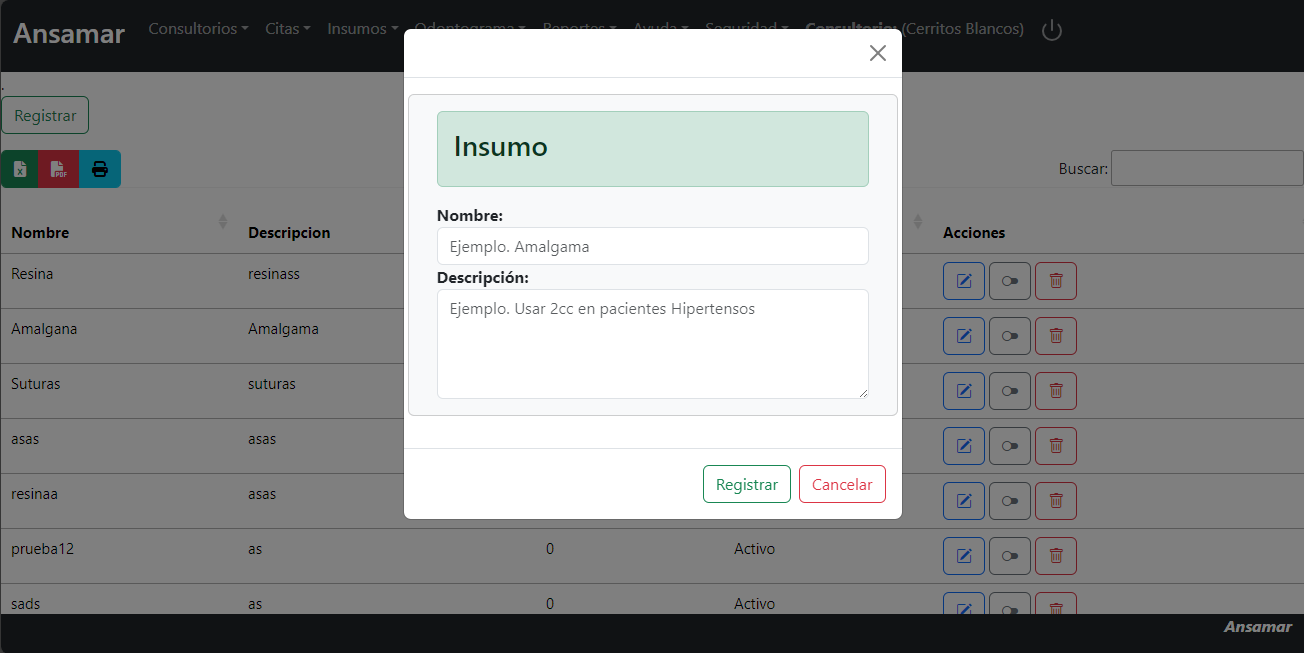 Ansamar Consultorios Citas Insumos Odontograma Reportes Ayuda Seguridad Consultorio: (Cerritos Blancos)
.
Registrar
Buscar:
Insumo
Nombre:
Ejemplo. Amalgama
Descripción:
Ejemplo. Usar 2cc en pacientes Hipertensos
Registrar Cancelar
Nombre Descripcion Acciones
Resina resinass
Amalgana Amalgama
Suturas suturas
asas asas
resinaa asas
prueba12 as 0 Activo
sads as 0 Activo
Ansamar